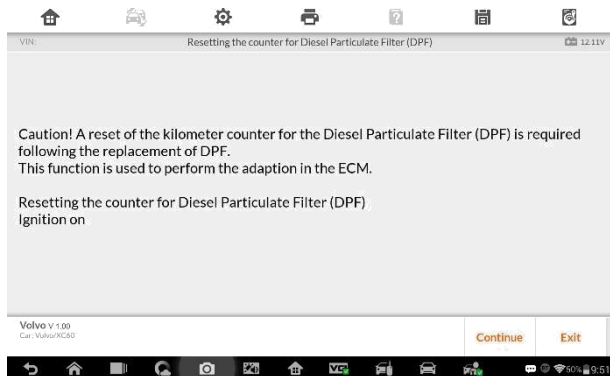 VIN:
Resetting the counter for Diesel Particulate Filter (DPF)
12.11V
Caution! A reset of the kilometer counter for the Diesel Particulate Filter (DPF) is required
following the replacement of DPF.
This function is used to perform the adaption in the ECM.
Resetting the counter for Diesel Particulate Filter (DPF)
Ignition on
Volvo V 1.00
Car: Volvo/XC60
Continue
Exit
50%
9:51